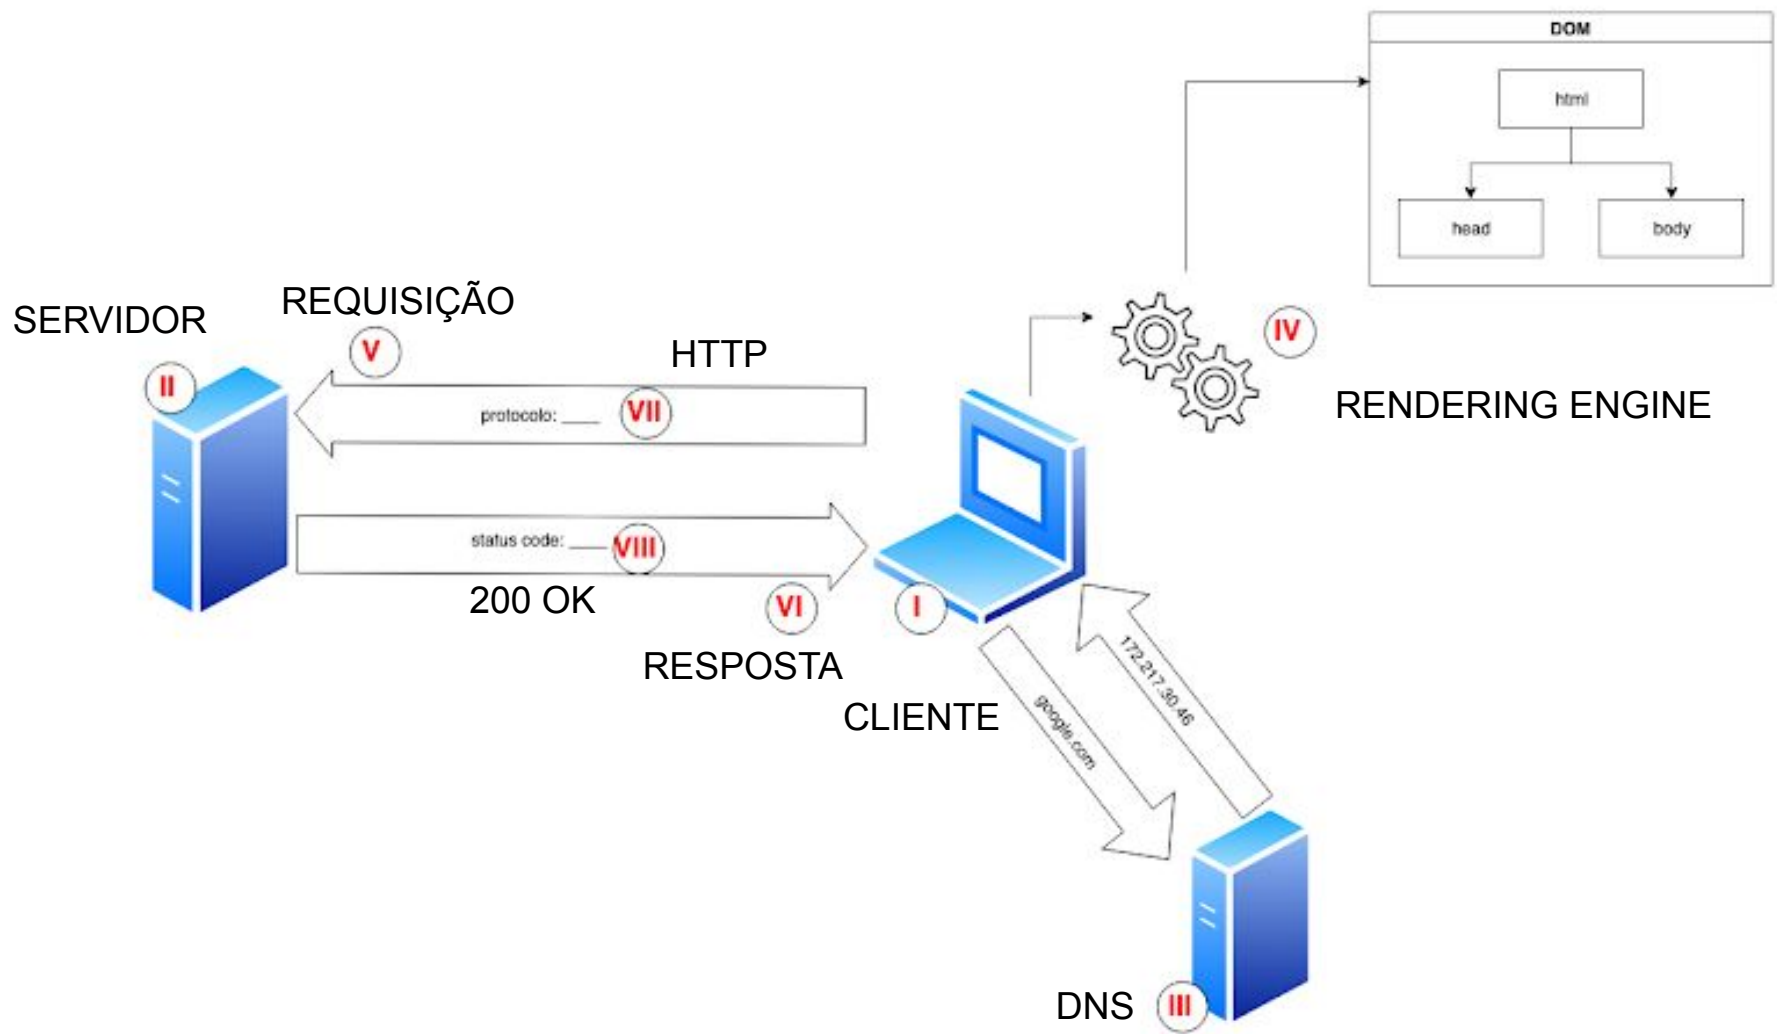 DOM
html
head
body
SERVIDOR
REQUISIÇÃO
V
HTTP
II
protocolo: ____
VII
IV
RENDERING ENGINE
status code: ____
VIII
200 OK
VI
I
RESPOSTA
CLIENTE
172.217.30.46
google.com
DNS
III